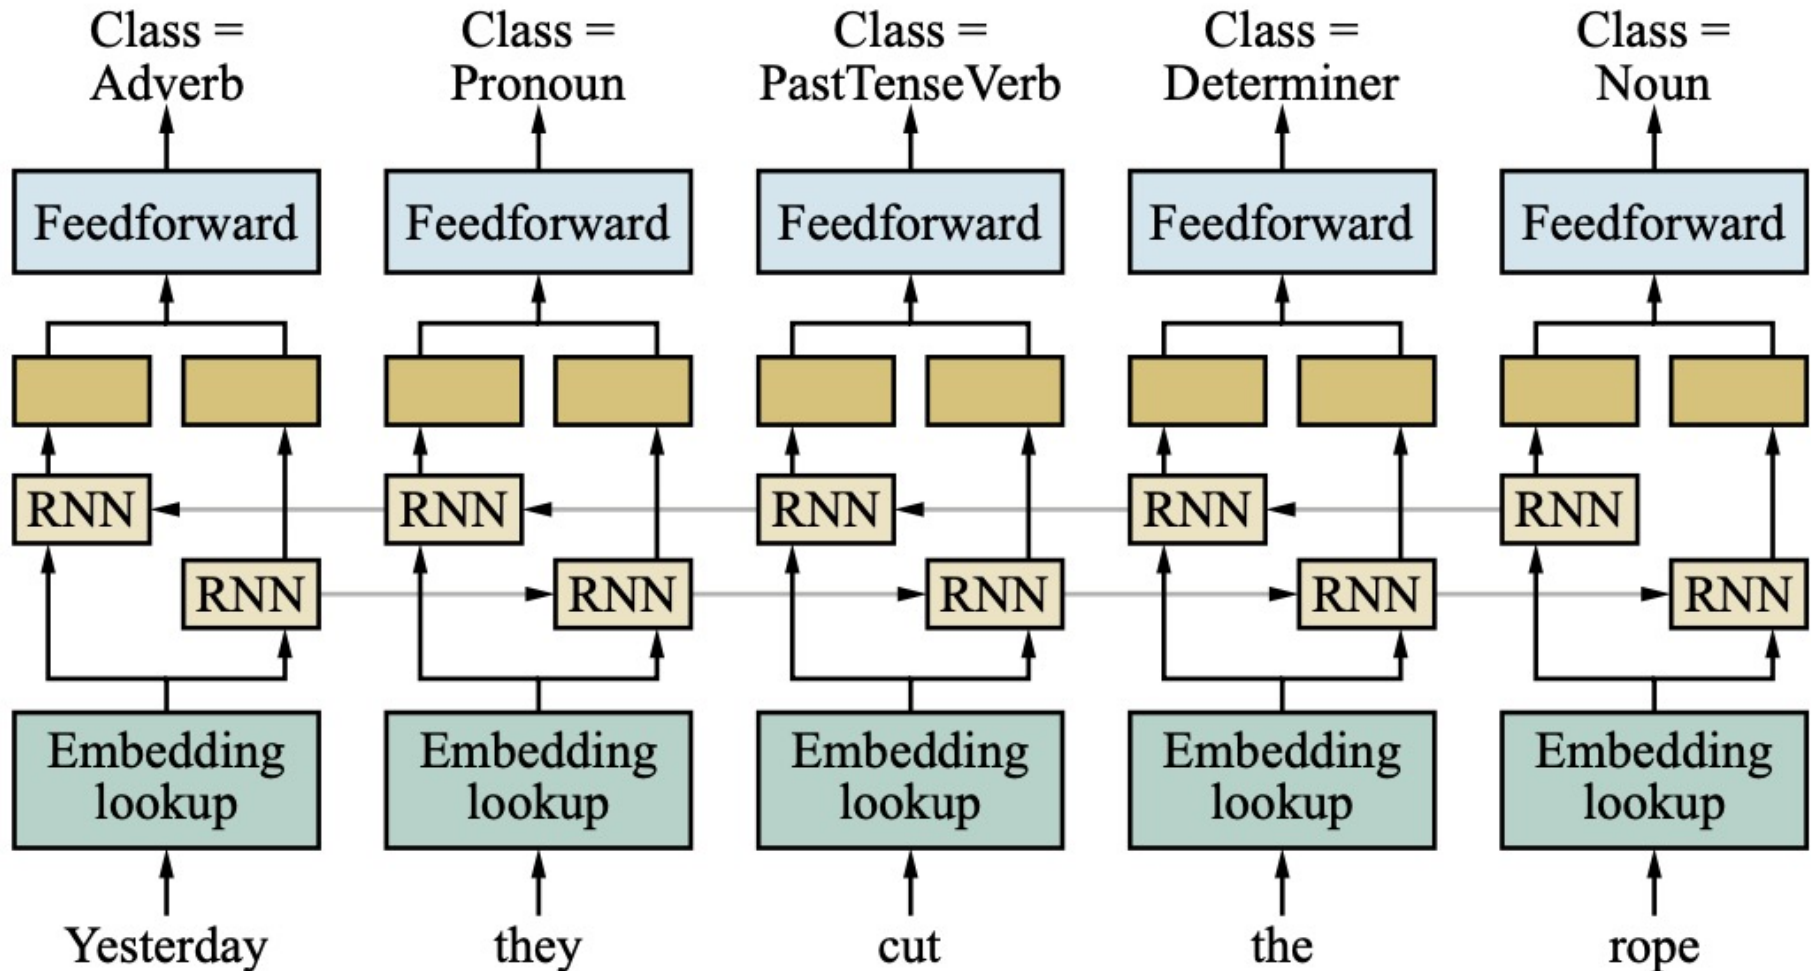 Class =
Adverb
Class =
Pronoun
Class =
PastTenseVerb
Class =
Determiner
Class =
Noun
Feedforward
Feedforward
Feedforward
Feedforward
Feedforward
RNN
RNN
RNN
RNN
RNN
RNN
RNN
RNN
RNN
RNN
Embedding
lookup
Embedding
lookup
Embedding
lookup
Embedding
lookup
Embedding
lookup
Yesterday
they
cut
the
rope